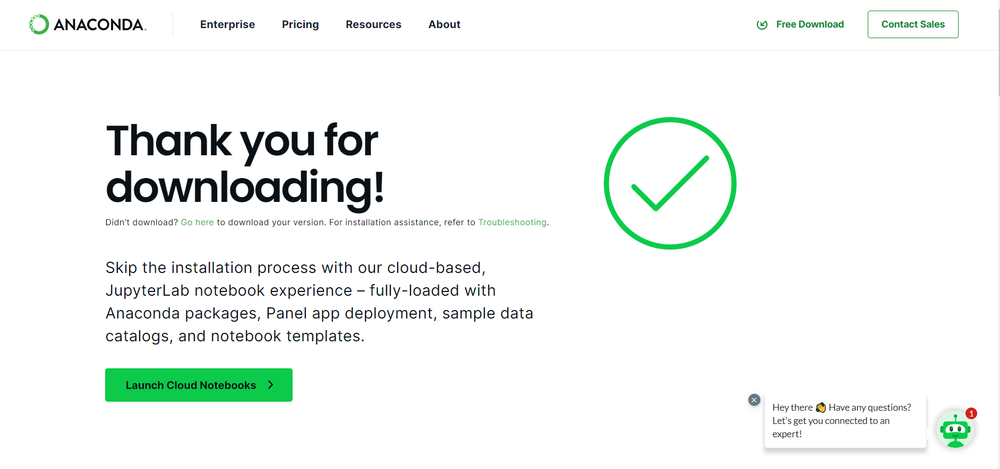 ANACONDA.
Enterprise
Pricing
Resources
About
Free Download
Contact Sales
Thank you for
downloading!
Didn’t download? Go here to download your version. For installation assistance, refer to Troubleshooting.
Skip the installation process with our cloud-based,
JupyterLab notebook experience – fully-loaded with
Anaconda packages, Panel app deployment, sample data
catalogs, and notebook templates.
Launch Cloud Notebooks
Hey there 👋 Have any questions?
Let's get you connected to an
expert!
1